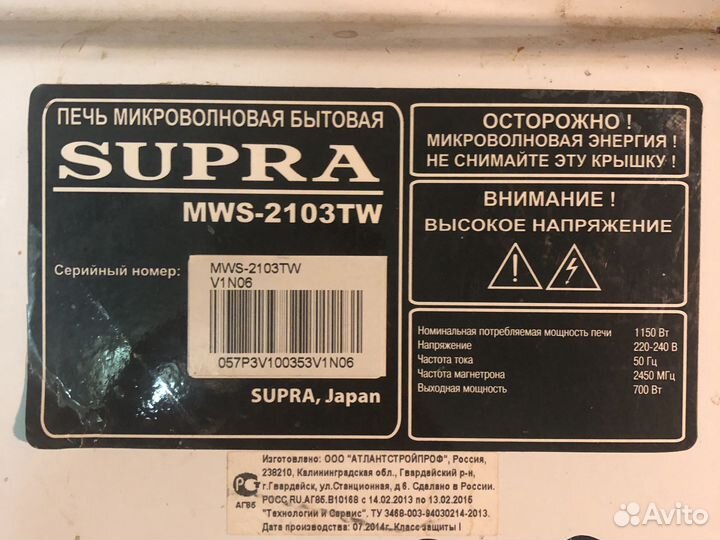 ПЕЧЬ МИКРОВОЛНОВАЯ БЫТОВАЯ
SUPRA
MWS-2103TW
Серийный номер:
MWS-2103TW
V1N06
057P3V100353V1N06
SUPRA, Japan
ОСТОРОЖНО !
МИКРОВОЛНОВАЯ ЭНЕРГИЯ !
НЕ СНИМАЙТЕ ЭТУ КРЫШКУ !
ВНИМАНИЕ !
ВЫСОКОЕ НАПРЯЖЕНИЕ
Номинальная потребляемая мощность печи 1150 Вт
Напряжение 220-240 В
Частота тока 50 Гц
Частота магнетрона 2450 МГц
Выходная мощность 700 Вт
Изготовлено: ООО "АТЛАНТСТРОЙПРОФ", Россия,
238210, Калининградская обл., Гвардейский р-н,
г.Гвардейск, ул.Станционная, д.6. Сделано в России.
РОСС RU.АГ85.В10168 с 14.02.2013 по 13.02.2015
"Технологии и Сервис". ТУ 3468-003-94030214-2013.
Дата производства: 07.2014г. Класс защиты I
АГ85
Avito